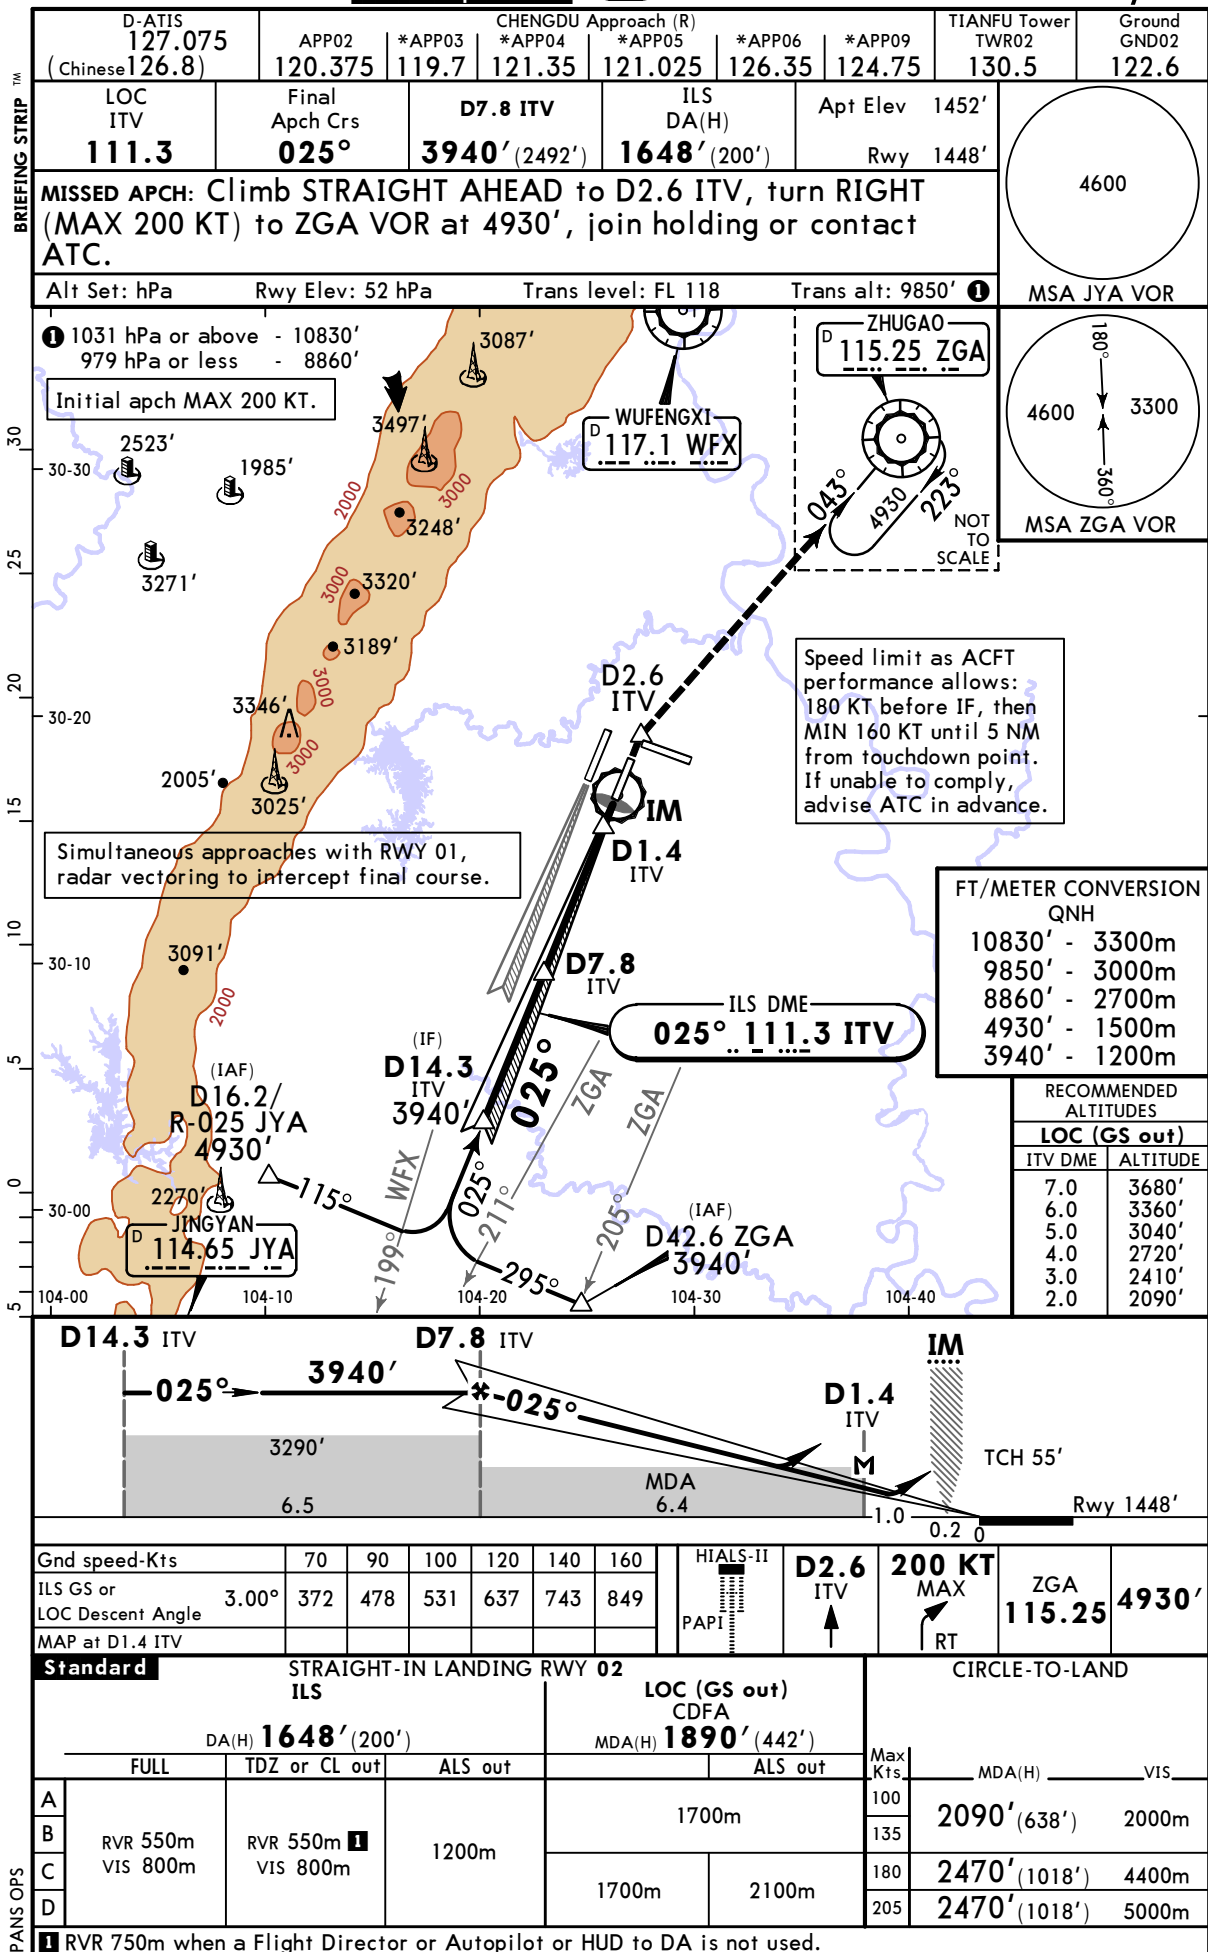 BRIEFING STRIP ™
D-ATIS
127.075
(Chinese 126.8)
CHENGDU Approach (R)
APP02
120.375
*APP03
119.7
*APP04
121.35
*APP05
121.025
*APP06
126.35
*APP09
124.75
TIANFU Tower
TWR02
130.5
Ground
GND02
122.6
LOC
ITV
111.3
Final
Apch Crs
025°
D7.8 ITV
3940′ (2492′)
ILS
DA(H)
1648′ (200′)
Apt Elev 1452′
Rwy 1448′
MISSED APCH: Climb STRAIGHT AHEAD to D2.6 ITV, turn RIGHT
(MAX 200 KT) to ZGA VOR at 4930′, join holding or contact
ATC.
Alt Set: hPa Rwy Elev: 52 hPa Trans level: FL 118 Trans alt: 9850′ 1
4600
MSA JYA VOR
180°
4600
3300
360°
MSA ZGA VOR
1 1031 hPa or above - 10830′
979 hPa or less - 8860′
Initial apch MAX 200 KT.
3087′
3497′
2523′
1985′
3271′
2000
3000
3248′
3000
3320′
3189′
3000
3346′
3000
2005′
3025′
WUFENGXI
D 117.1 WFX
ZHUGAO
D 115.25 ZGA
043°
4930
223°
NOT
TO
SCALE
D2.6
ITV
Speed limit as ACFT
performance allows:
180 KT before IF, then
MIN 160 KT until 5 NM
from touchdown point.
If unable to comply,
advise ATC in advance.
IM
D1.4
ITV
Simultaneous approaches with RWY 01,
radar vectoring to intercept final course.
3091′
2000
D7.8
ITV
ILS DME
025° 111.3 ITV
025°
(IF)
D14.3
ITV
3940′
(IAF)
D16.2/
R-025 JYA
4930′
2270′
JINGYAN
D 114.65 JYA
115°
WFX
199°
025°
ZGA
211°
ZGA
205°
295°
(IAF)
D42.6 ZGA
3940′
30
25
20
15
10
5
0
5
30-30
30-20
30-10
30-00
104-00
104-10
104-20
104-30
104-40
FT/METER CONVERSION
QNH
10830′ - 3300m
9850′ - 3000m
8860′ - 2700m
4930′ - 1500m
3940′ - 1200m
RECOMMENDED
ALTITUDES
LOC (GS out)
ITV DME ALTITUDE
7.0 3680′
6.0 3360′
5.0 3040′
4.0 2720′
3.0 2410′
2.0 2090′
D14.3 ITV
D7.8 ITV
025°
3940′
025°
D1.4
ITV
IM
M
TCH 55′
3290′
6.5
MDA
6.4
1.0
0.2
0
Rwy 1448′
Gnd speed-Kts 70 90 100 120 140 160
ILS GS or
LOC Descent Angle 3.00° 372 478 531 637 743 849
MAP at D1.4 ITV
HIALS-II
PAPI
D2.6
ITV
200 KT
MAX
RT
ZGA
115.25
4930′
Standard
STRAIGHT-IN LANDING RWY 02
ILS
DA(H) 1648′ (200′)
FULL
TDZ or CL out
ALS out
LOC (GS out)
CDFA
MDA(H) 1890′ (442′)
ALS out
CIRCLE-TO-LAND
Max
Kts
MDA(H)
VIS
A
B
C
D
RVR 550m
VIS 800m
RVR 550m 1
VIS 800m
1200m
1700m
1700m
2100m
100
135
2090′ (638′) 2000m
180 2470′ (1018′) 4400m
205 2470′ (1018′) 5000m
PANS OPS
1 RVR 750m when a Flight Director or Autopilot or HUD to DA is not used.